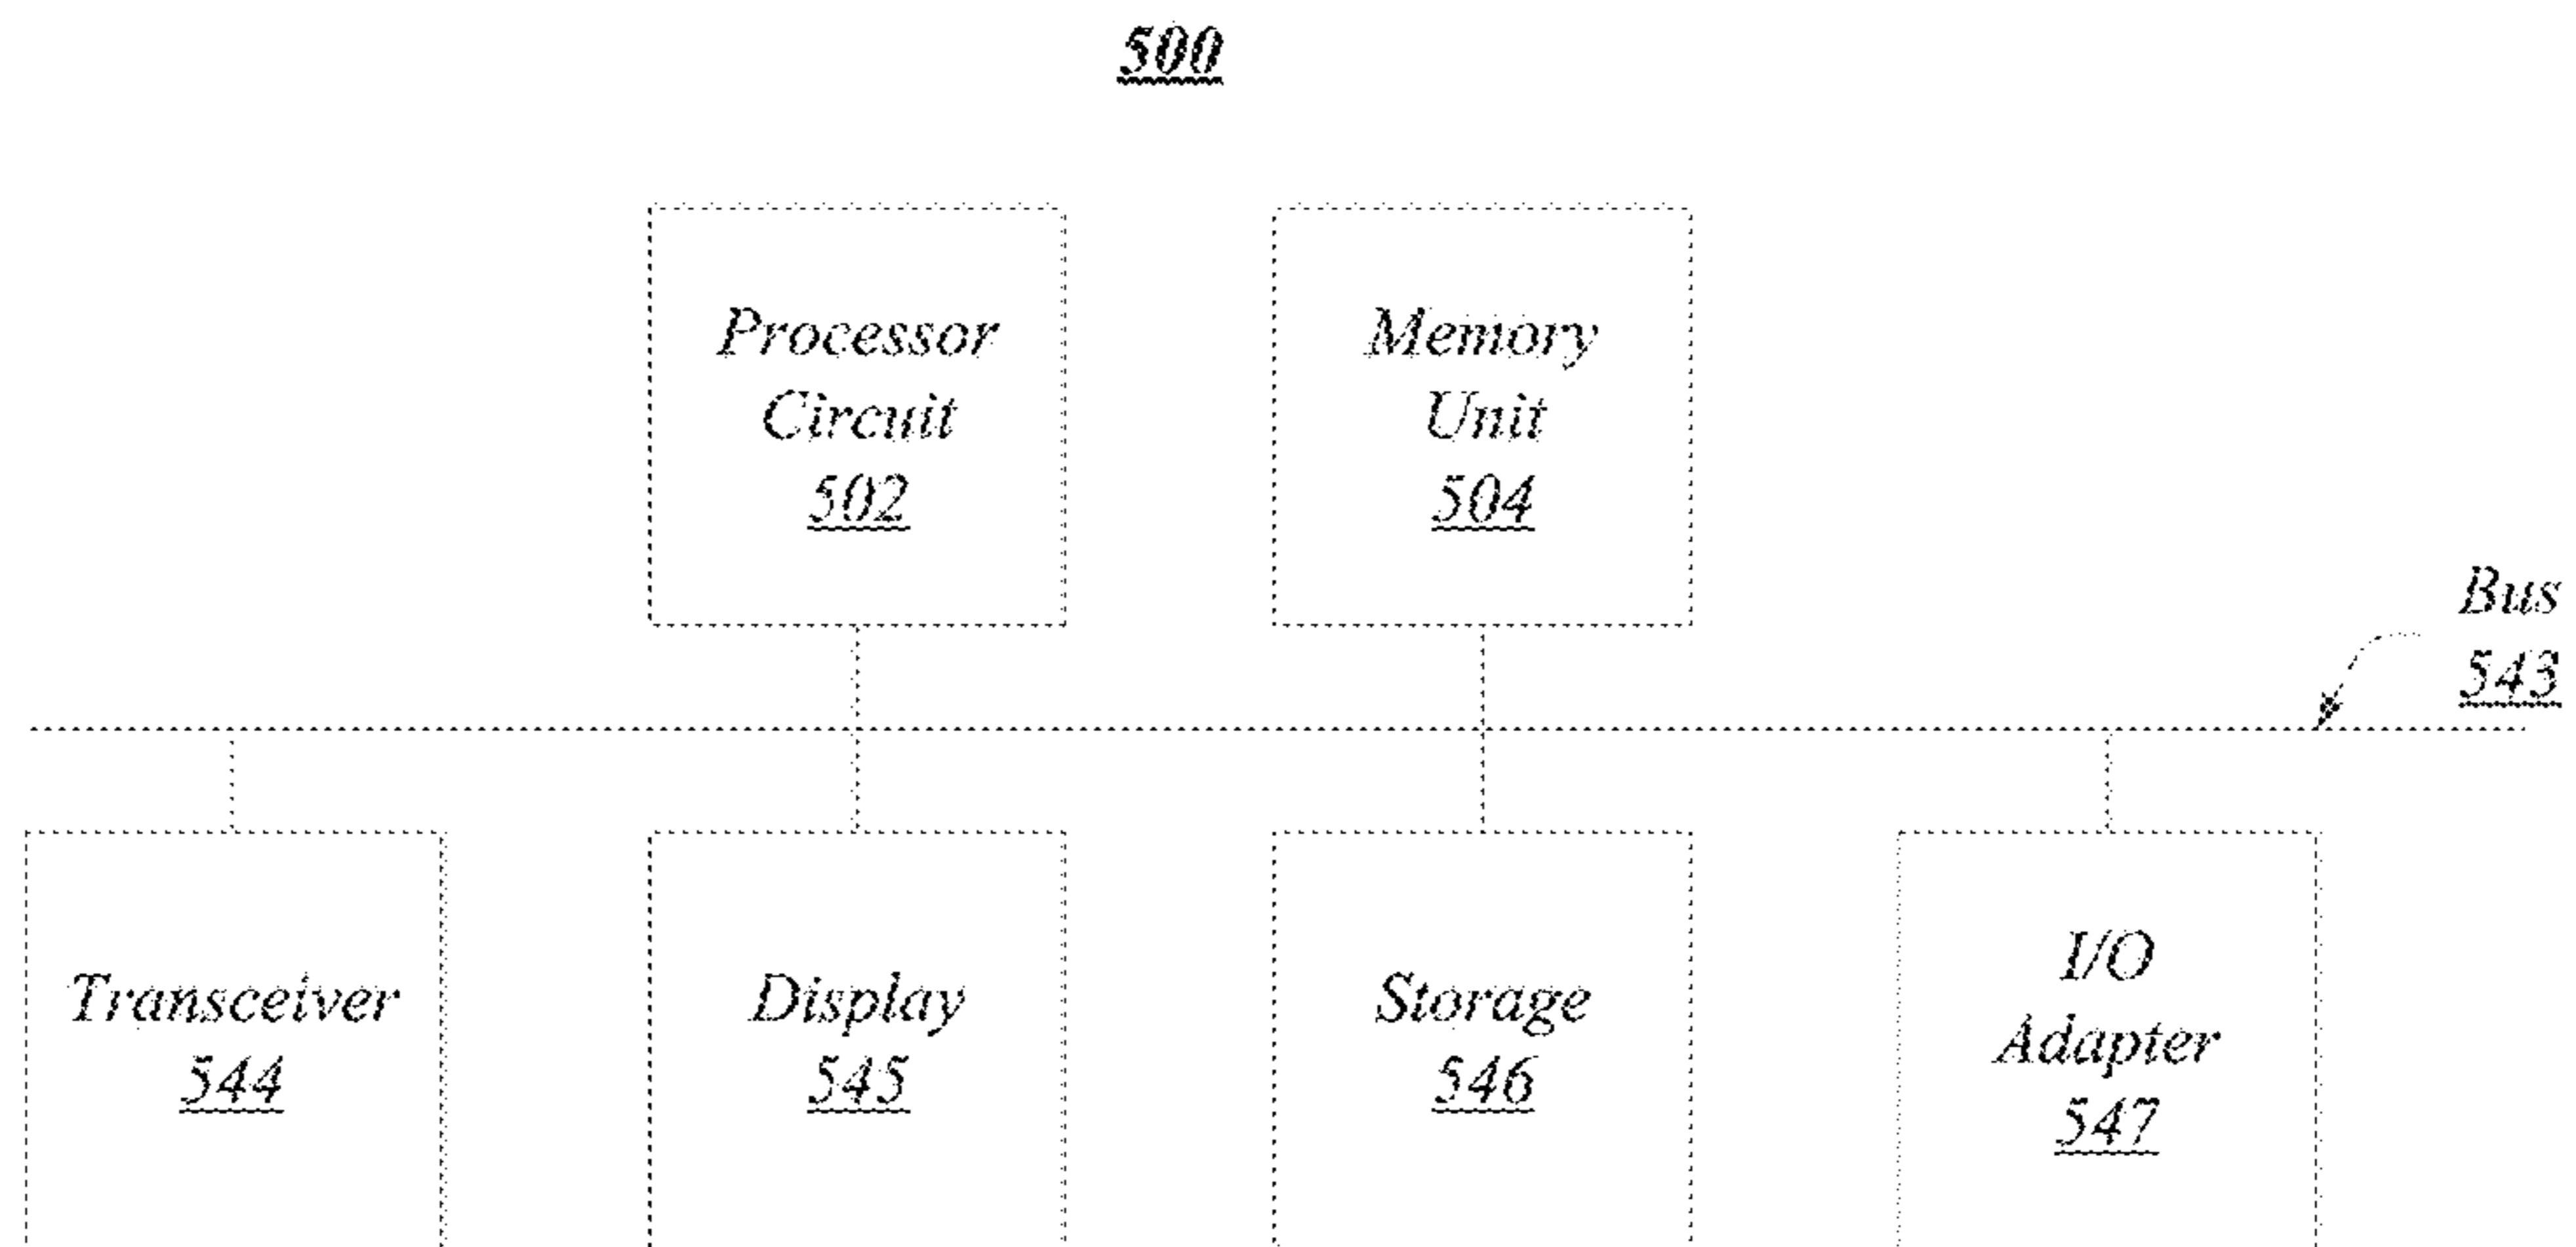 500
Processor
Circuit
502
Memory
Unit
504
Bus
543
Transceiver
544
Display
545
Storage
546
I/O
Adapter
547